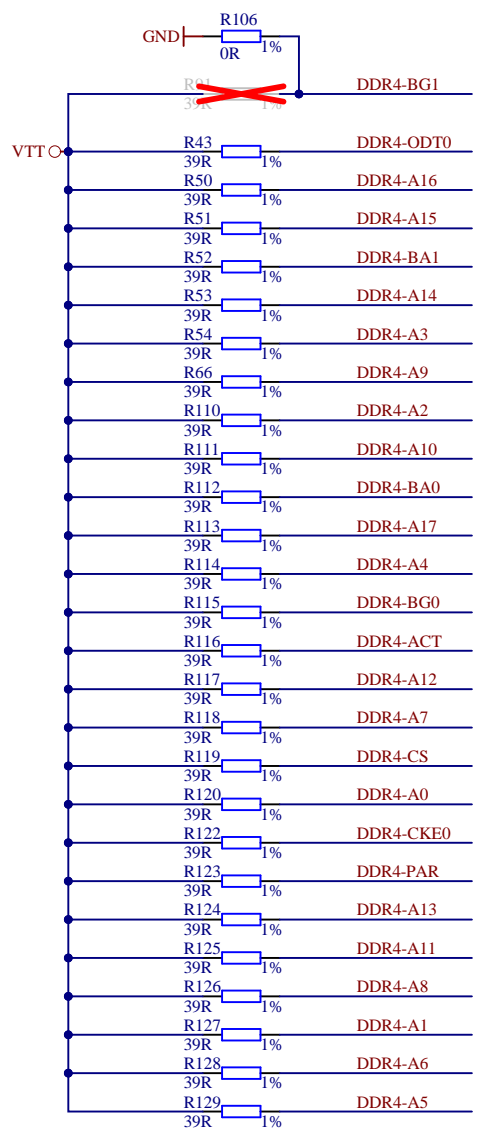 R106
GND
0R 1%
R91
DDR4-BG1
39R 1%
VTT
R43 DDR4-ODT0
39R 1%
R50 DDR4-A16
39R 1%
R51 DDR4-A15
39R 1%
R52 DDR4-BA1
39R 1%
R53 DDR4-A14
39R 1%
R54 DDR4-A3
39R 1%
R66 DDR4-A9
39R 1%
R110 DDR4-A2
39R 1%
R111 DDR4-A10
39R 1%
R112 DDR4-BA0
39R 1%
R113 DDR4-A17
39R 1%
R114 DDR4-A4
39R 1%
R115 DDR4-BG0
39R 1%
R116 DDR4-ACT
39R 1%
R117 DDR4-A12
39R 1%
R118 DDR4-A7
39R 1%
R119 DDR4-CS
39R 1%
R120 DDR4-A0
39R 1%
R122 DDR4-CKE0
39R 1%
R123 DDR4-PAR
39R 1%
R124 DDR4-A13
39R 1%
R125 DDR4-A11
39R 1%
R126 DDR4-A8
39R 1%
R127 DDR4-A1
39R 1%
R128 DDR4-A6
39R 1%
R129 DDR4-A5
39R 1%